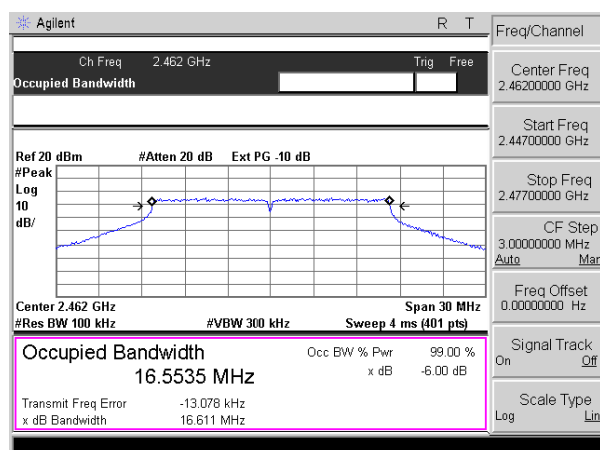 Agilent R T
Ch Freq 2.462 GHz Trig Free
Occupied Bandwidth
Ref 20 dBm #Atten 20 dB Ext PG -10 dB
#Peak
Log
10
dB/
Center 2.462 GHz Span 30 MHz
#Res BW 100 kHz #VBW 300 kHz Sweep 4 ms (401 pts)
Occupied Bandwidth Occ BW % Pwr 99.00 %
16.5535 MHz x dB -6.00 dB
Transmit Freq Error -13.078 kHz
x dB Bandwidth 16.611 MHz
Freq/Channel
Center Freq
2.46200000 GHz
Start Freq
2.44700000 GHz
Stop Freq
2.47700000 GHz
CF Step
3.00000000 MHz
Auto Man
Freq Offset
0.00000000 Hz
Signal Track
On Off
Scale Type
Log Lin